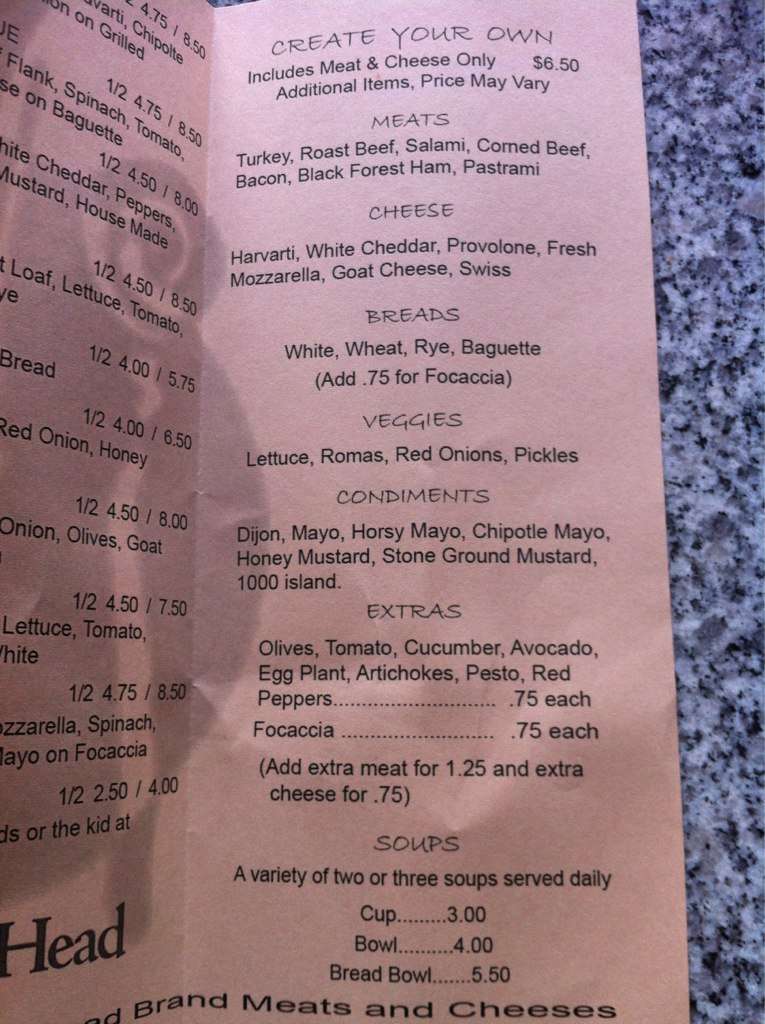 4.75 / 8.50
Chipolte
on Grilled
1/2 4.75 / 8.50
Flank, Spinach, Tomato,
on Baguette
1/2 4.50 / 8.00
Cheddar, Peppers,
Mustard, House Made
1/2 4.50 / 8.50
Loaf, Lettuce, Tomato,
1/2 4.00 / 5.75
Bread
1/2 4.00 / 6.50
Red Onion, Honey
1/2 4.50 / 8.00
Onion, Olives, Goat
1/2 4.50 / 7.50
Lettuce, Tomato,
1/2 4.75 / 8.50
Spinach,
on Focaccia
1/2 2.50 / 4.00
or the kid at
Head
CREATE YOUR OWN
Includes Meat & Cheese Only $6.50
Additional Items, Price May Vary
MEATS
Turkey, Roast Beef, Salami, Corned Beef,
Bacon, Black Forest Ham, Pastrami
CHEESE
Harvarti, White Cheddar, Provolone, Fresh
Mozzarella, Goat Cheese, Swiss
BREADS
White, Wheat, Rye, Baguette
(Add .75 for Focaccia)
VEGGIES
Lettuce, Romas, Red Onions, Pickles
CONDIMENTS
Dijon, Mayo, Horsy Mayo, Chipotle Mayo,
Honey Mustard, Stone Ground Mustard,
1000 island.
EXTRAS
Olives, Tomato, Cucumber, Avocado,
Egg Plant, Artichokes, Pesto, Red
Peppers............................ .75 each
Focaccia .......................... .75 each
(Add extra meat for 1.25 and extra
cheese for .75)
SOUPS
A variety of two or three soups served daily
Cup.........3.00
Bowl..........4.00
Bread Bowl.......5.50
Brand Meats and Cheeses